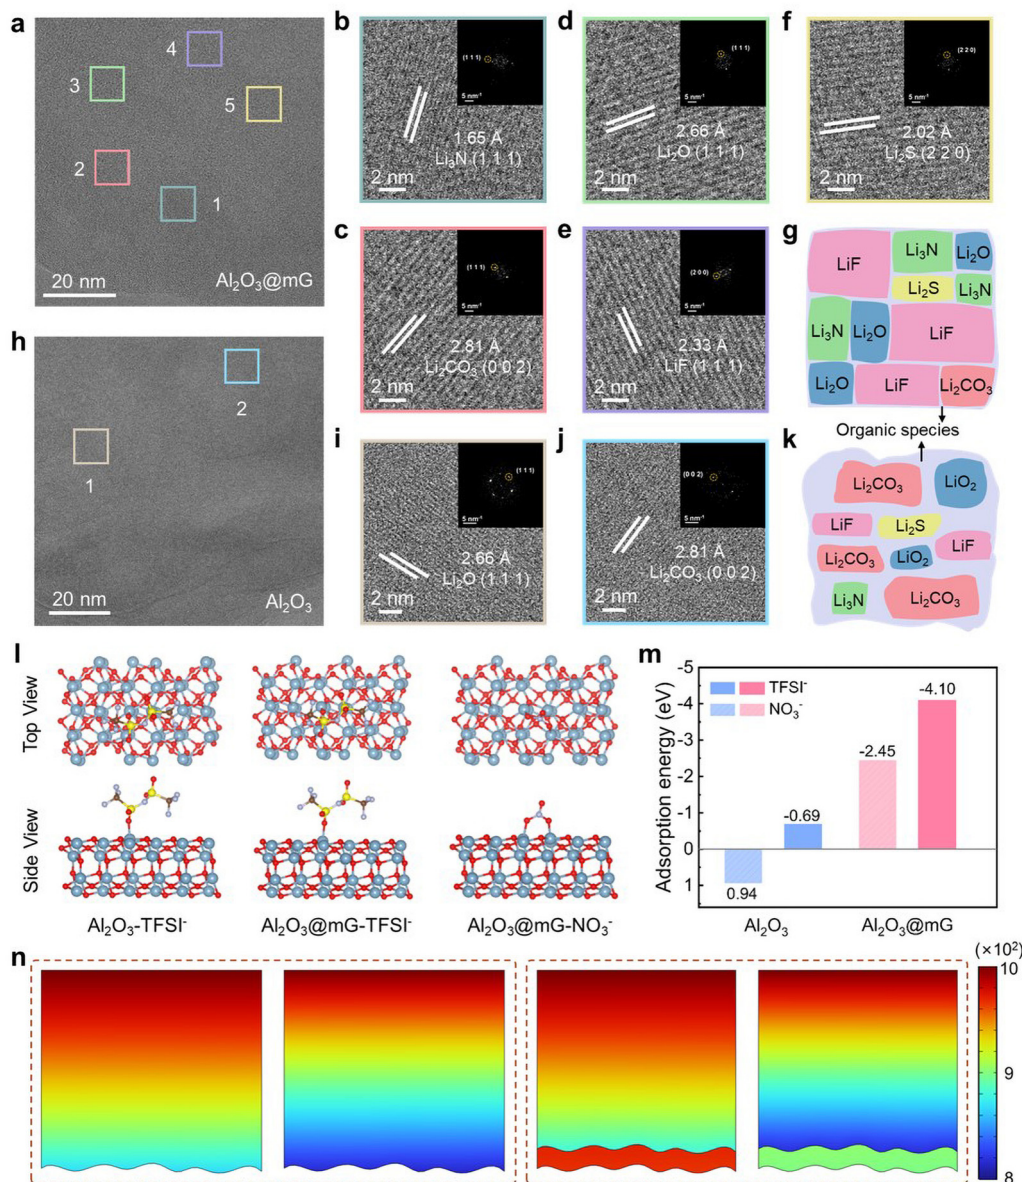 a
4
3
5
2
1
20 nm
Al₂O₃@mG
b
(1 1 1)
5 nm⁻¹
1.65 Å
Li₃N (1 1 1)
2 nm
d
(1 1 1)
5 nm⁻¹
2.66 Å
Li₂O (1 1 1)
2 nm
f
(2 2 0)
5 nm⁻¹
2.02 Å
Li₂S (2 2 0)
2 nm
c
(1 1 1)
5 nm⁻¹
2.81 Å
Li₂CO₃ (0 0 2)
2 nm
e
(2 0 0)
5 nm⁻¹
2.33 Å
LiF (1 1 1)
2 nm
g
LiF
Li₃N
Li₂O
Li₂S
Li₃N
Li₃N
Li₂O
LiF
Li₂O
LiF
Li₂CO₃
Organic species
h
2
1
20 nm
Al₂O₃
i
(1 1 1)
5 nm⁻¹
2.66 Å
Li₂O (1 1 1)
2 nm
j
(0 0 2)
5 nm⁻¹
2.81 Å
Li₂CO₃ (0 0 2)
2 nm
k
Li₂CO₃
LiO₂
LiF
Li₂S
Li₂CO₃
LiO₂
LiF
Li₃N
Li₂CO₃
l
Top View
Side View
Al₂O₃-TFSI⁻
Al₂O₃@mG-TFSI⁻
Al₂O₃@mG-NO₃⁻
m
Adsorption energy (eV)
-5
-4
-3
-2
-1
0
1
TFSI⁻
NO₃⁻
0.94
-0.69
-2.45
-4.10
Al₂O₃
Al₂O₃@mG
n
(×10²)
10
9
8